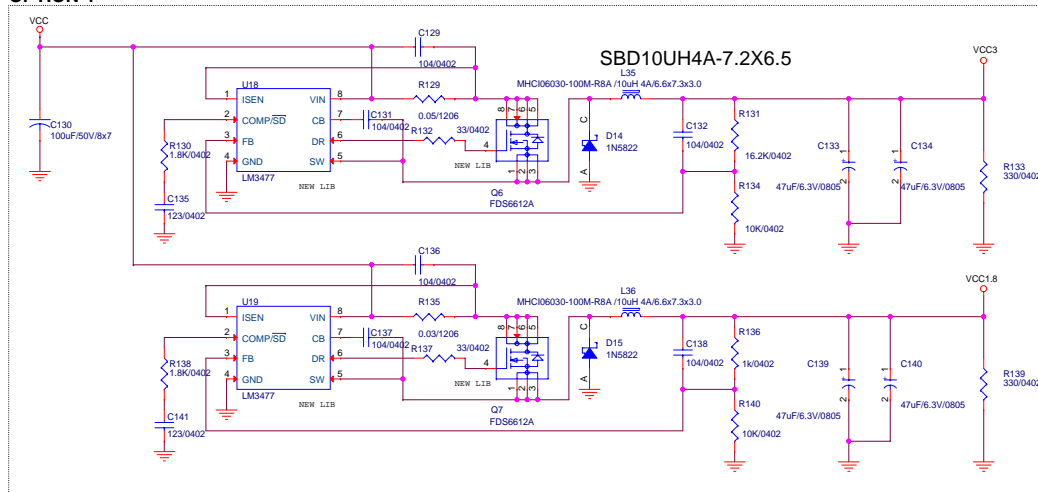 VCC
C130
100uF/50V/8x7
C129
104/0402
U18
1 ISEN
2 COMP/SD
3 FB
4 GND
VIN 8
CB 7
DR 6
SW 5
LM3477
NEW LIB
R129
0.05/1206
C131
104/0402
R132
33/0402
R130
1.8K/0402
C135
123/0402
8 7 6 5
4
1 2 3
NEW LIB
Q6
FDS6612A
SBD10UH4A-7.2X6.5
L35
MHCI06030-100M-R8A /10uH 4A/6.6x7.3x3.0
C
D14
1N5822
A
C132
104/0402
R131
16.2K/0402
R134
10K/0402
C133
1
2
47uF/6.3V/0805
C134
1
2
47uF/6.3V/0805
VCC3
R133
330/0402
C136
104/0402
U19
1 ISEN
2 COMP/SD
3 FB
4 GND
VIN 8
CB 7
DR 6
SW 5
LM3477
NEW LIB
R135
0.03/1206
C137
104/0402
R137
33/0402
R138
1.8K/0402
C141
123/0402
8 7 6 5
4
1 2 3
NEW LIB
Q7
FDS6612A
L36
MHCI06030-100M-R8A /10uH 4A/6.6x7.3x3.0
C
D15
1N5822
A
C138
104/0402
R136
1k/0402
R140
10K/0402
C139
1
2
47uF/6.3V/0805
C140
1
2
47uF/6.3V/0805
VCC1.8
R139
330/0402